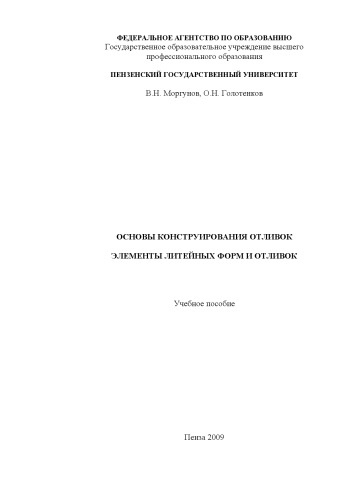 ФЕДЕРАЛЬНОЕ АГЕНТСТВО ПО ОБРАЗОВАНИЮ
Государственное образовательное учреждение высшего
профессионального образования
ПЕНЗЕНСКИЙ ГОСУДАРСТВЕННЫЙ УНИВЕРСИТЕТ
В.Н. Моргунов, О.Н. Голотенков
ОСНОВЫ КОНСТРУИРОВАНИЯ ОТЛИВОК
ЭЛЕМЕНТЫ ЛИТЕЙНЫХ ФОРМ И ОТЛИВОК
Учебное пособие
Пенза 2009